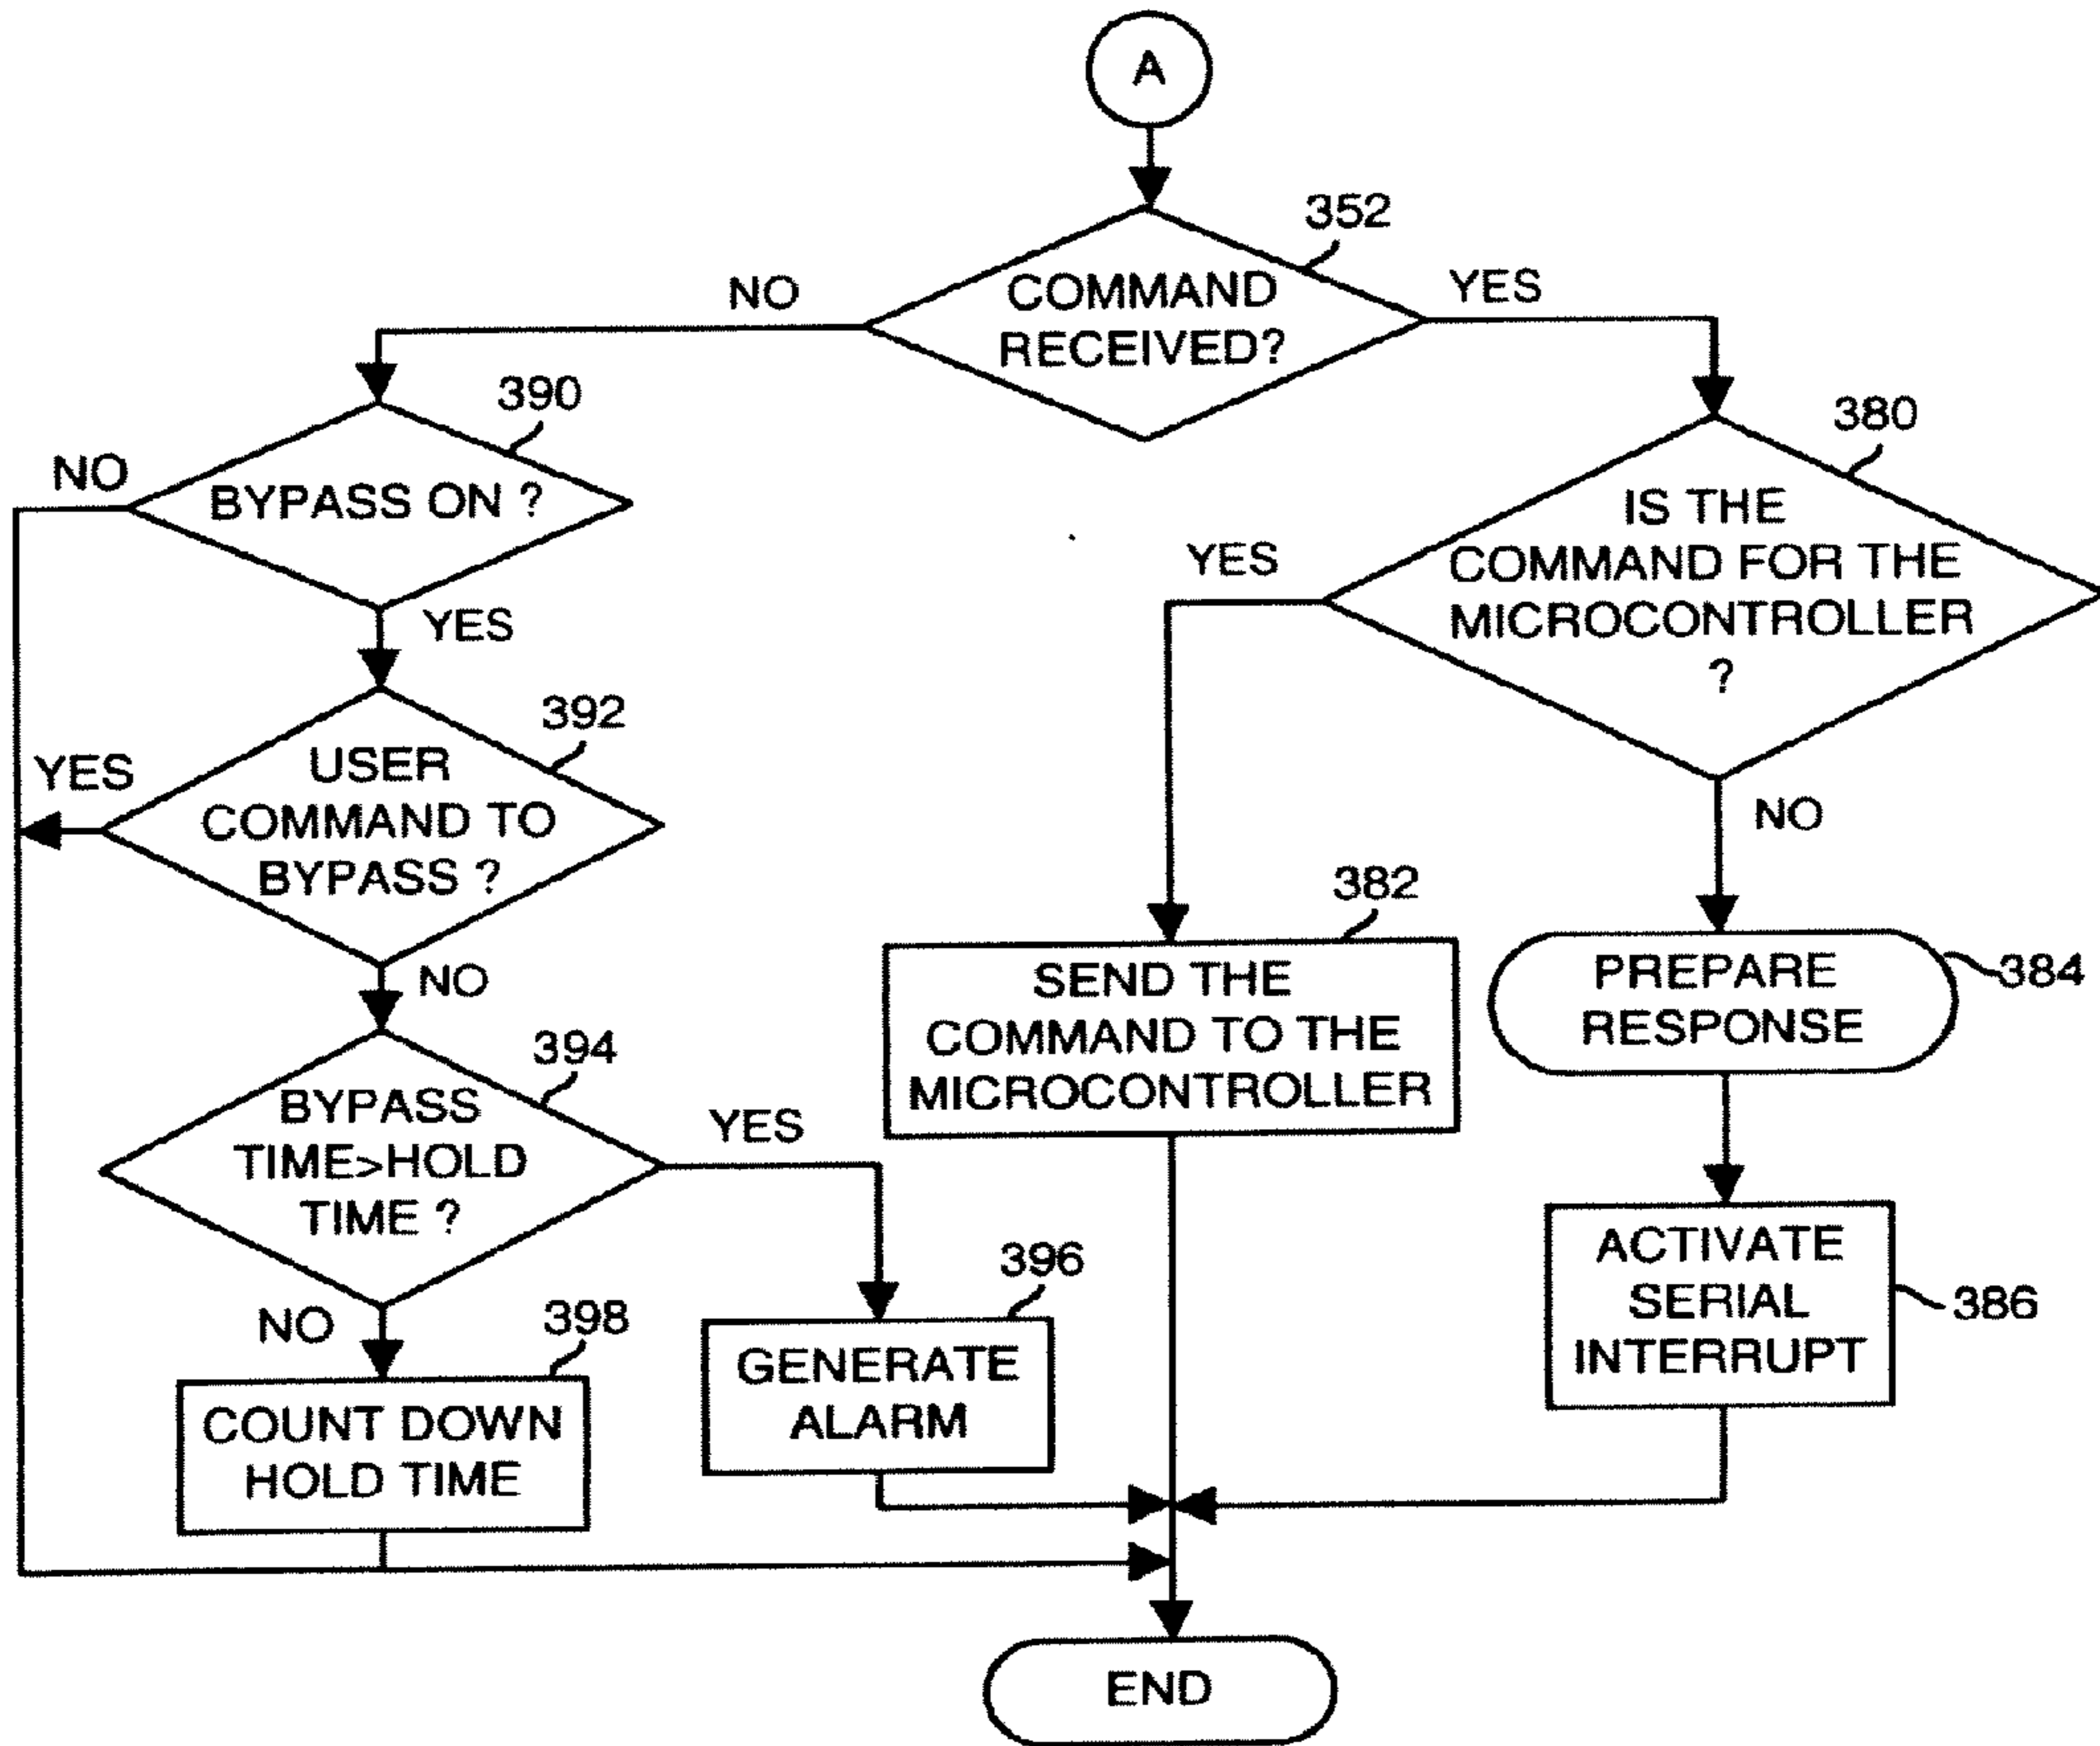 A
352
COMMAND
RECEIVED?
NO
YES
390
BYPASS ON ?
NO
YES
380
IS THE
COMMAND FOR THE
MICROCONTROLLER
?
YES
NO
392
USER
COMMAND TO
BYPASS ?
YES
NO
382
SEND THE
COMMAND TO THE
MICROCONTROLLER
384
PREPARE
RESPONSE
394
BYPASS
TIME>HOLD
TIME ?
YES
NO
396
GENERATE
ALARM
386
ACTIVATE
SERIAL
INTERRUPT
398
COUNT DOWN
HOLD TIME
END